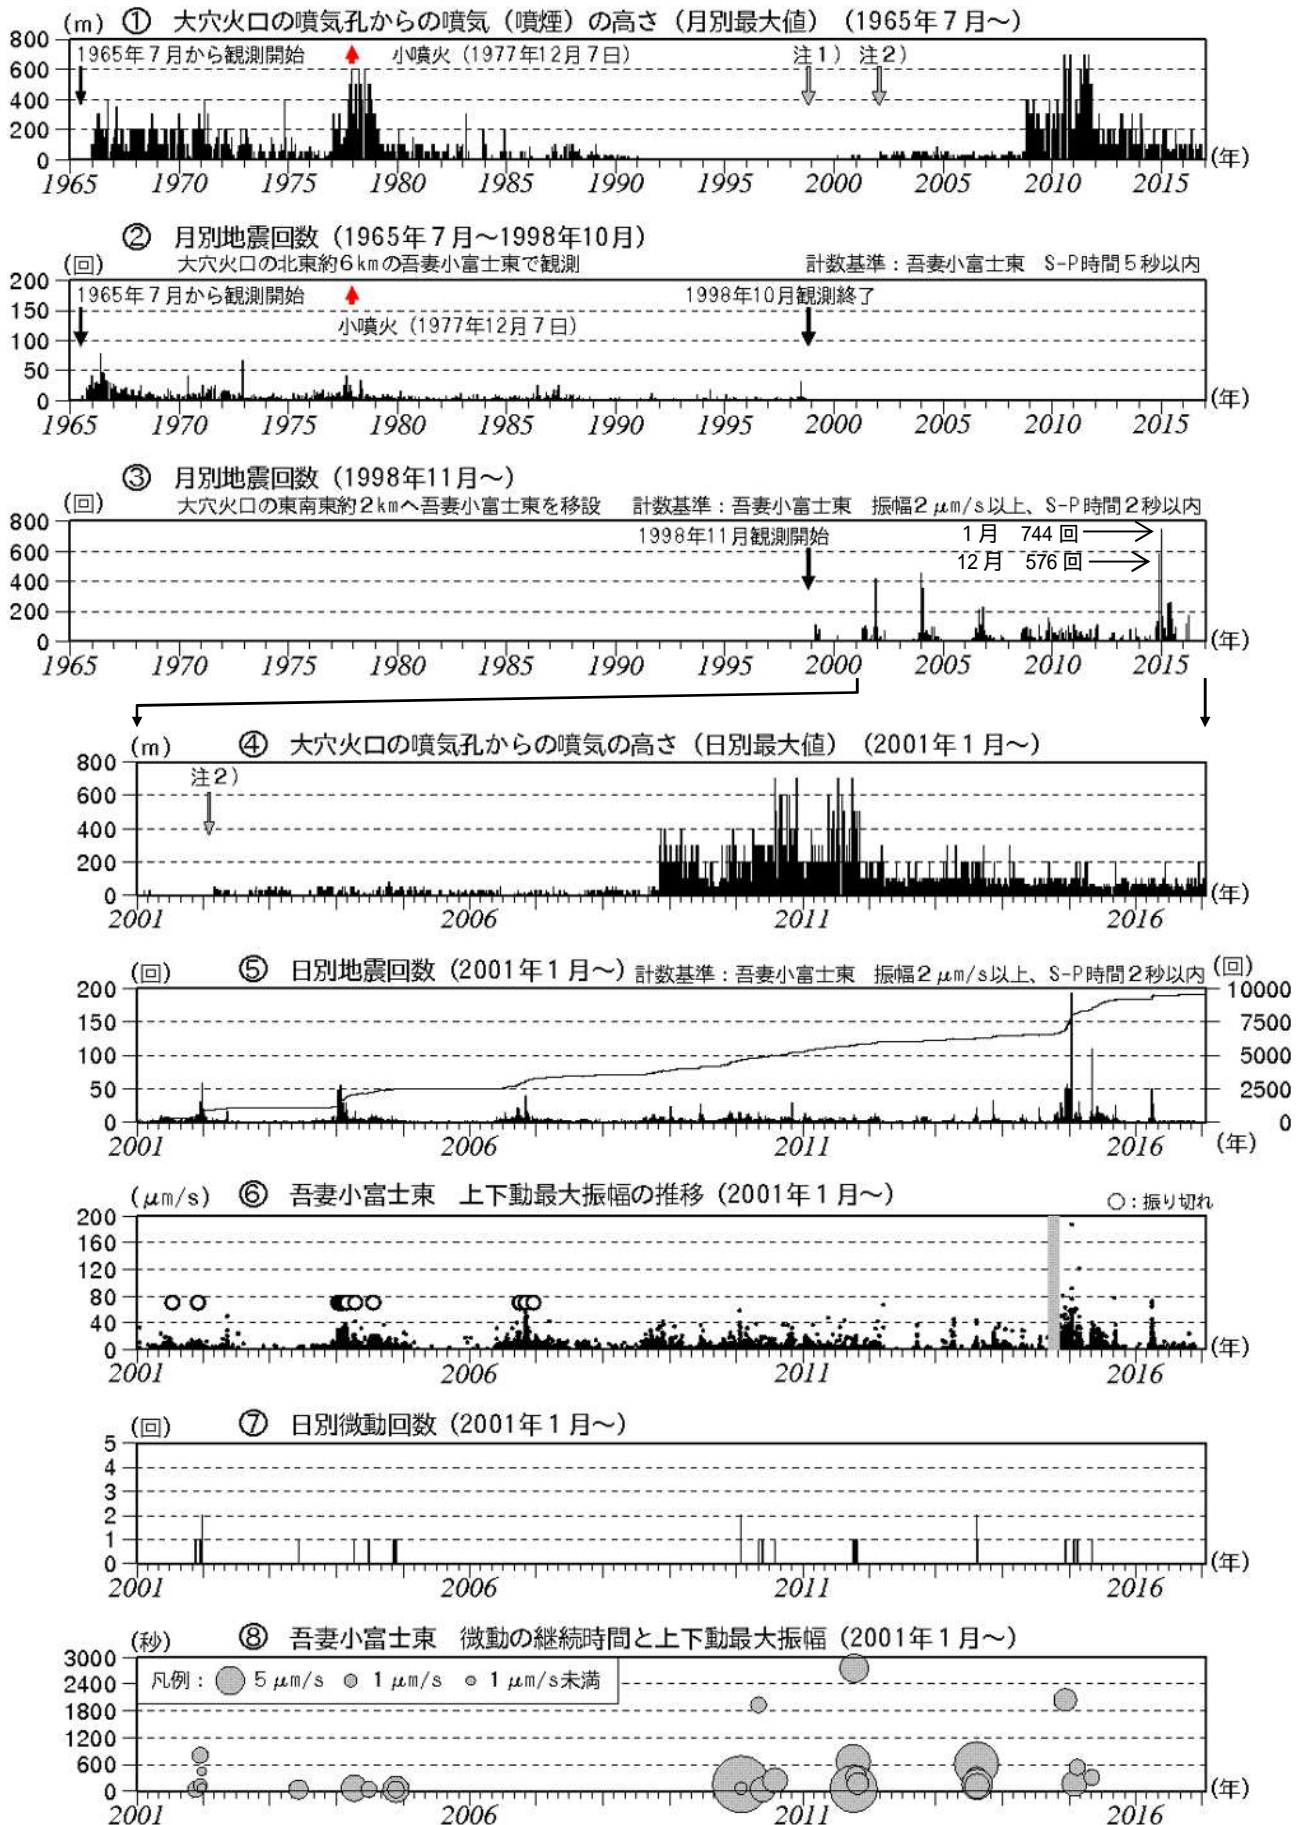 (m) ① 大穴火口の噴気孔からの噴気（噴煙）の高さ（月別最大値）（1965年７月～）
800
600
400
200
0
1965年７月から観測開始
小噴火（1977年12月７日）
注１） 注２）
1965 1970 1975 1980 1985 1990 1995 2000 2005 2010 2015 (年)
② 月別地震回数（1965年７月～1998年10月）
(回) 大穴火口の北東約６kmの吾妻小富士東で観測 計数基準：吾妻小富士東 S-P時間５秒以内
200
150
100
50
0
1965年７月から観測開始
小噴火（1977年12月７日）
1998年10月観測終了
1965 1970 1975 1980 1985 1990 1995 2000 2005 2010 2015 (年)
③ 月別地震回数（1998年11月～）
(回) 大穴火口の東南東約２kmへ吾妻小富士東を移設 計数基準：吾妻小富士東 振幅２μm/s以上、S-P時間２秒以内
800
600
400
200
0
1998年11月観測開始
１月 744 回
12 月 576 回
1965 1970 1975 1980 1985 1990 1995 2000 2005 2010 2015 (年)
(m) ④ 大穴火口の噴気孔からの噴気の高さ（日別最大値）（2001年１月～）
800
600
400
200
0
注２）
2001 2006 2011 2016 (年)
(回) ⑤ 日別地震回数（2001年１月～） 計数基準：吾妻小富士東 振幅２μm/s以上、S-P時間２秒以内 (回)
200 10000
150 7500
100 5000
50 2500
0 0
2001 2006 2011 2016 (年)
(μm/s) ⑥ 吾妻小富士東 上下動最大振幅の推移（2001年１月～） ○：振り切れ
200
160
120
80
40
0
2001 2006 2011 2016 (年)
(回) ⑦ 日別微動回数（2001年１月～）
5
4
3
2
1
0
2001 2006 2011 2016 (年)
(秒) ⑧ 吾妻小富士東 微動の継続時間と上下動最大振幅（2001年１月～）
3000
2400
1800
1200
600
0
凡例： 5 μm/s 1 μm/s 1 μm/s未満
2001 2006 2011 2016 (年)